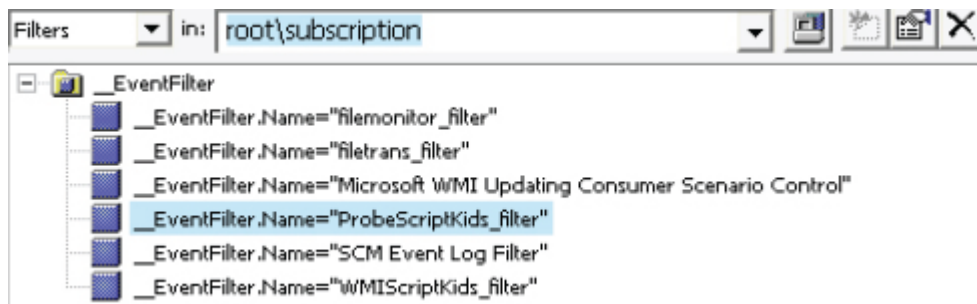 Filters in: root\subscription
__EventFilter
__EventFilter.Name="filemonitor_filter"
__EventFilter.Name="filetrans_filter"
__EventFilter.Name="Microsoft WMI Updating Consumer Scenario Control"
__EventFilter.Name="ProbeScriptKids_filter"
__EventFilter.Name="SCM Event Log Filter"
__EventFilter.Name="WMIScriptKids_filter"